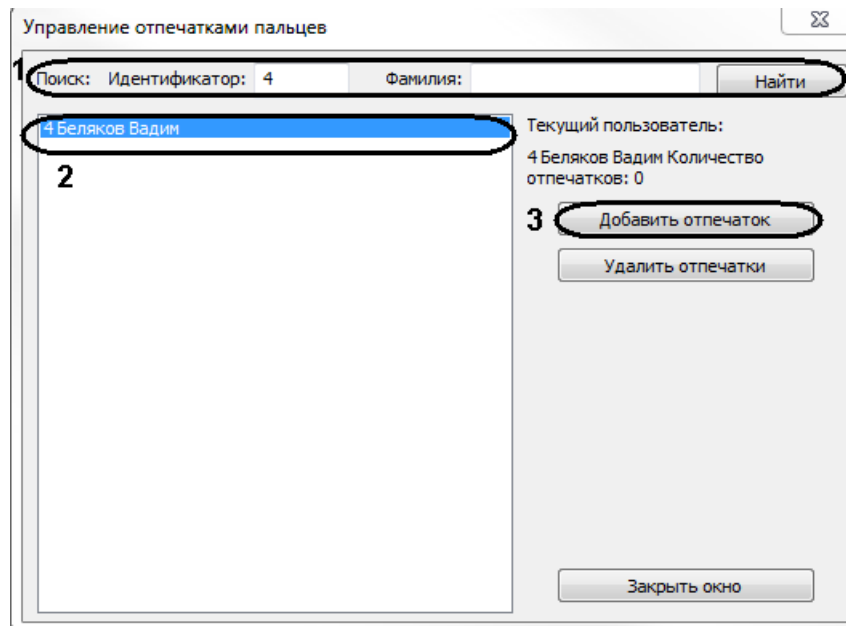 Управление отпечатками пальцев
1 Поиск: Идентификатор: 4 Фамилия: Найти
4 Беляков Вадим
2
Текущий пользователь:
4 Беляков Вадим Количество
отпечатков: 0
3 Добавить отпечаток
Удалить отпечатки
Закрыть окно